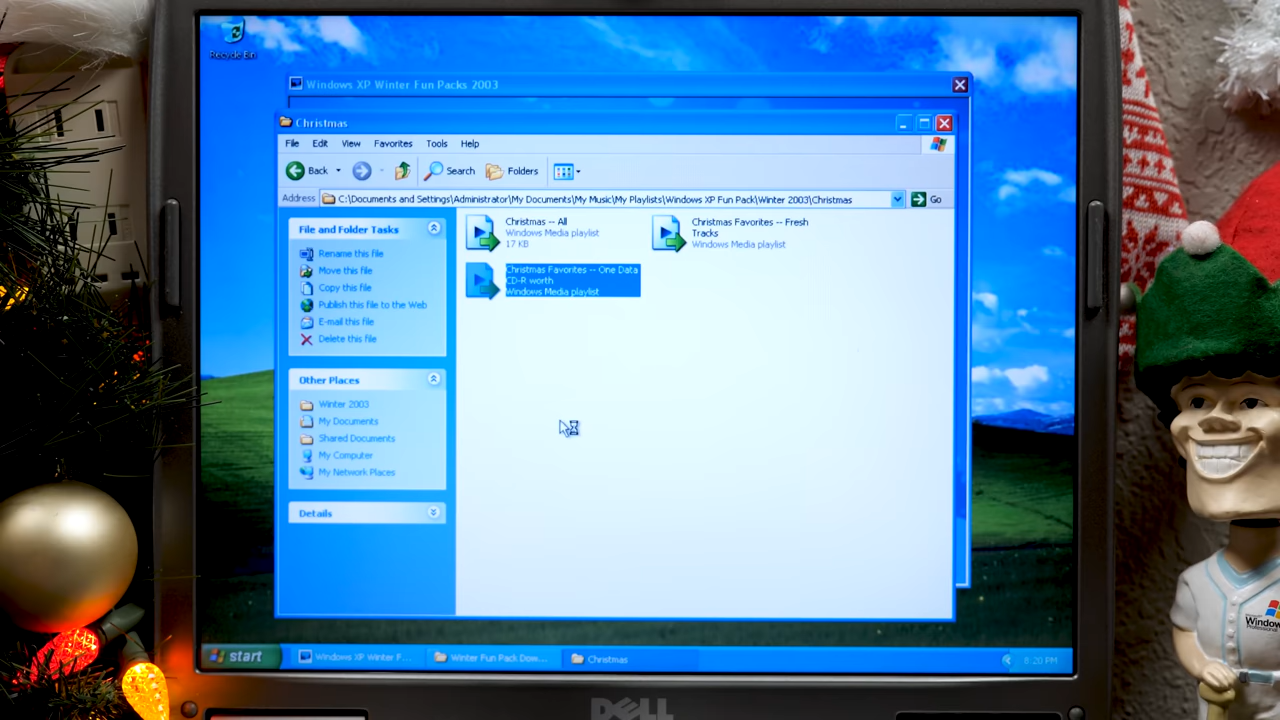 Recycle Bin
Windows XP Winter Fun Packs 2003
Christmas
File Edit View Favorites Tools Help
Back Search Folders
Address C:\Documents and Settings\Administrator\My Documents\My Music\My Playlists\Windows XP Fun Pack\Winter 2003\Christmas Go
File and Folder Tasks
Rename this file
Move this file
Copy this file
Publish this file to the Web
E-mail this file
Delete this file
Other Places
Winter 2003
My Documents
Shared Documents
My Computer
My Network Places
Details
Christmas -- All
Windows Media playlist
17 KB
Christmas Favorites -- Fresh
Tracks
Windows Media playlist
Christmas Favorites -- One Data
CD-R worth
Windows Media playlist
start Windows XP Winter F... Winter Fun Pack Dow... Christmas 8:20 PM
DELL
Window
Professional